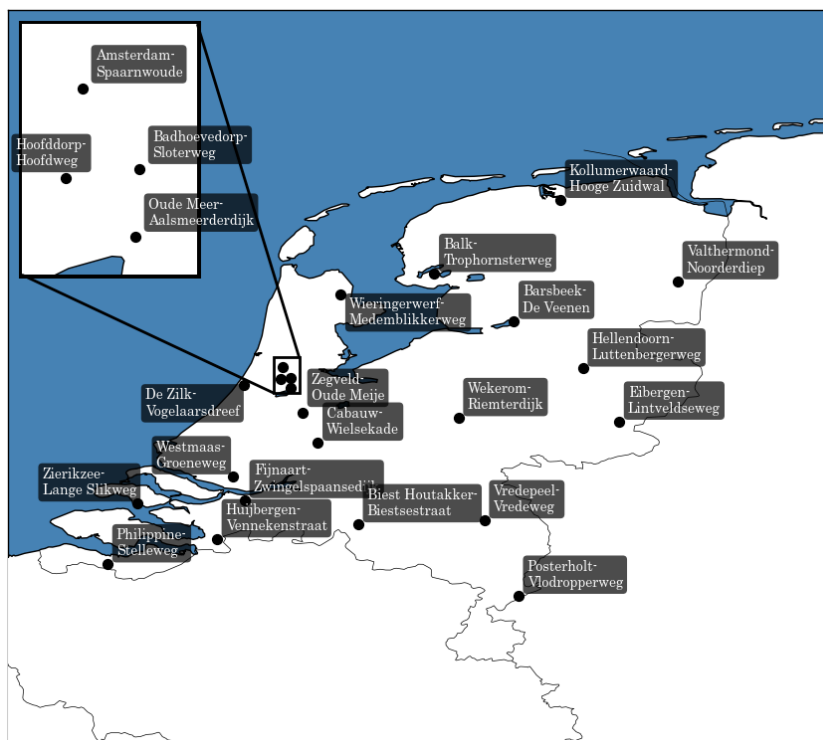 Amsterdam-
Spaarnwoude
Hoofddorp-
Hoofdweg
Badhoevedorp-
Sloterweg
Oude Meer-
Aalsmeerderdijk
Kollumerwaard-
Hooge Zuidwal
Balk-
Trophornsterweg
Valthermond-
Noorderdiep
Wieringerwerf-
Medemblikkerweg
Barsbeek-
De Veenen
Hellendoorn-
Luttenbergerweg
De Zilk-
Vogelaarsdreef
Zegveld-
Oude Meije
Wekerom-
Riemterdijk
Eibergen-
Lintveldseweg
Cabauw-
Wielsekade
Westmaas-
Groeneweg
Zierikzee-
Lange Slikweg
Fijnaart-
Zwingelspaansedijk
Biest Houtakker-
Biestsestraat
Vredepeel-
Vredeweg
Huijbergen-
Vennekenstraat
Philippine-
Stelleweg
Posterholt-
Vlodropperweg